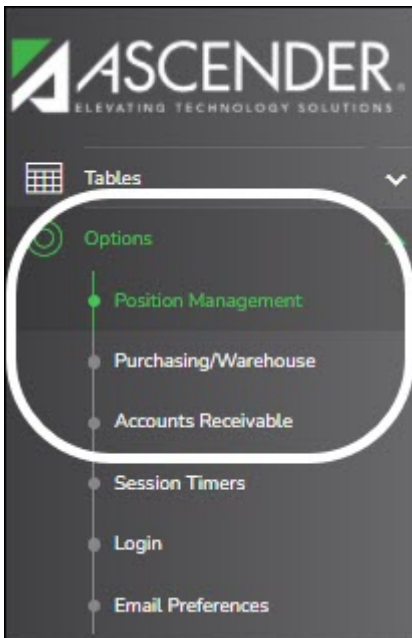 ASCENDER®
ELEVATING TECHNOLOGY SOLUTIONS
Tables
Options
Position Management
Purchasing/Warehouse
Accounts Receivable
Session Timers
Login
Email Preferences